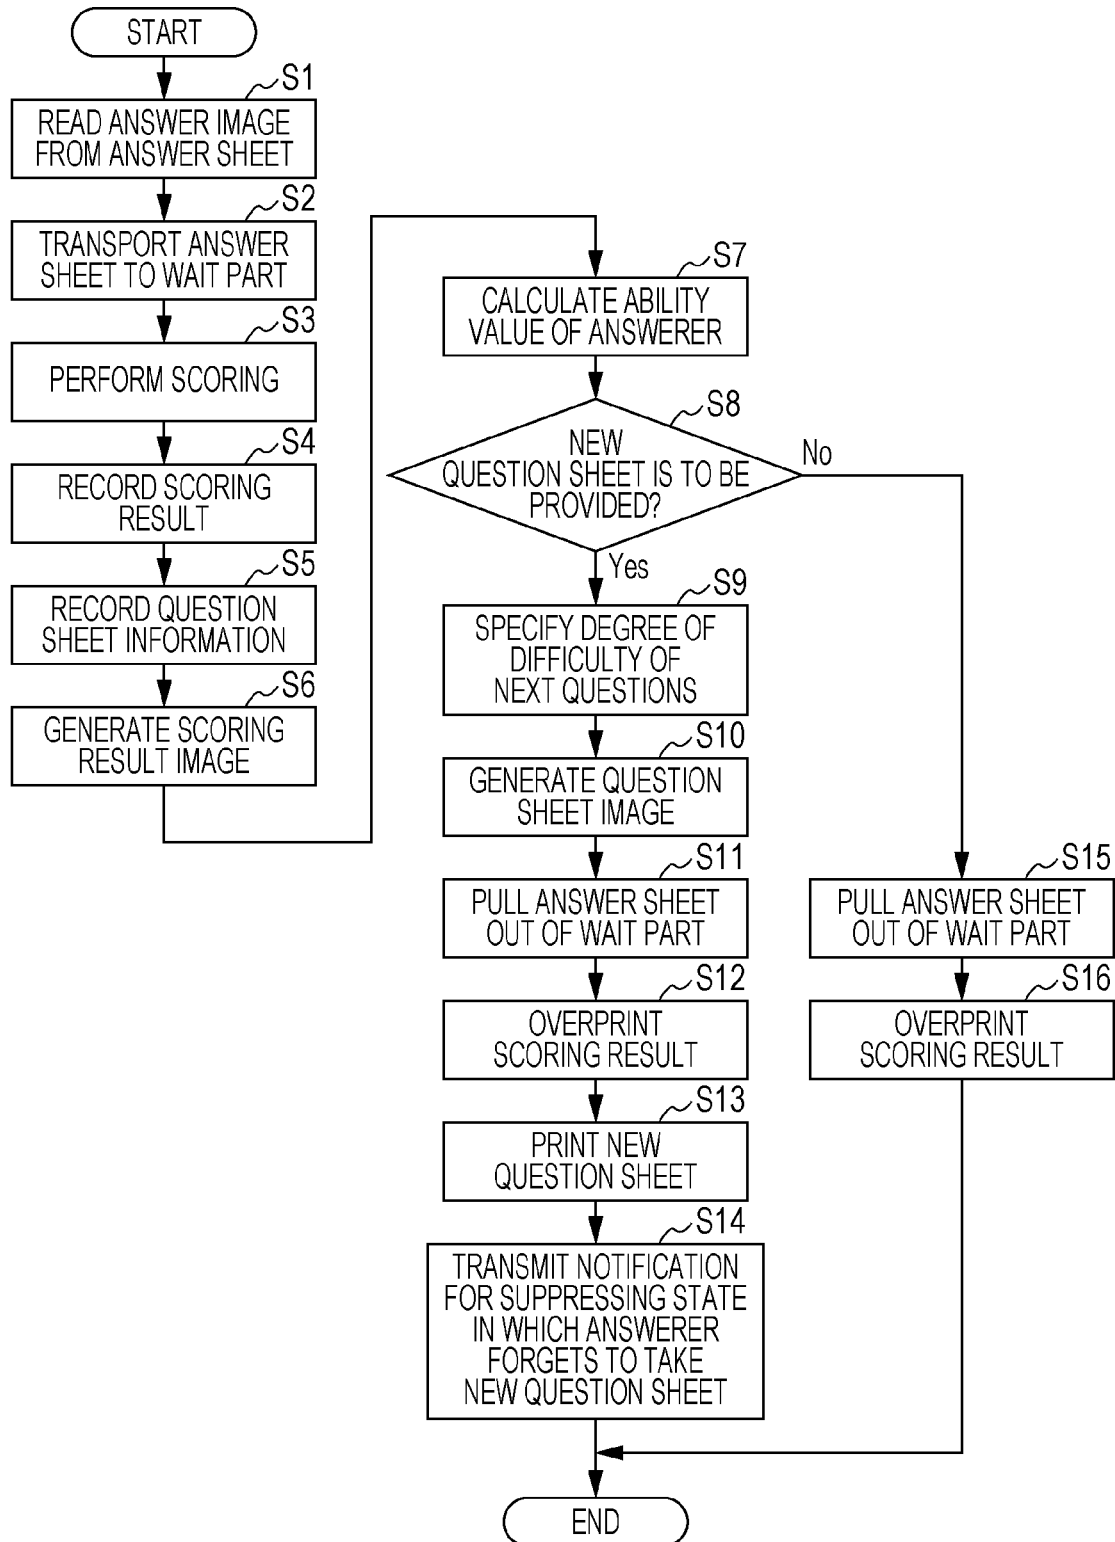 START
S1
READ ANSWER IMAGE
FROM ANSWER SHEET
S2
TRANSPORT ANSWER
SHEET TO WAIT PART
S3
PERFORM SCORING
S4
RECORD SCORING
RESULT
S5
RECORD QUESTION
SHEET INFORMATION
S6
GENERATE SCORING
RESULT IMAGE
S7
CALCULATE ABILITY
VALUE OF ANSWERER
S8
NEW
QUESTION SHEET IS TO BE
PROVIDED?
No
Yes
S9
SPECIFY DEGREE OF
DIFFICULTY OF
NEXT QUESTIONS
S10
GENERATE QUESTION
SHEET IMAGE
S11
PULL ANSWER SHEET
OUT OF WAIT PART
S12
OVERPRINT
SCORING RESULT
S13
PRINT NEW
QUESTION SHEET
S14
TRANSMIT NOTIFICATION
FOR SUPPRESSING STATE
IN WHICH ANSWERER
FORGETS TO TAKE
NEW QUESTION SHEET
S15
PULL ANSWER SHEET
OUT OF WAIT PART
S16
OVERPRINT
SCORING RESULT
END